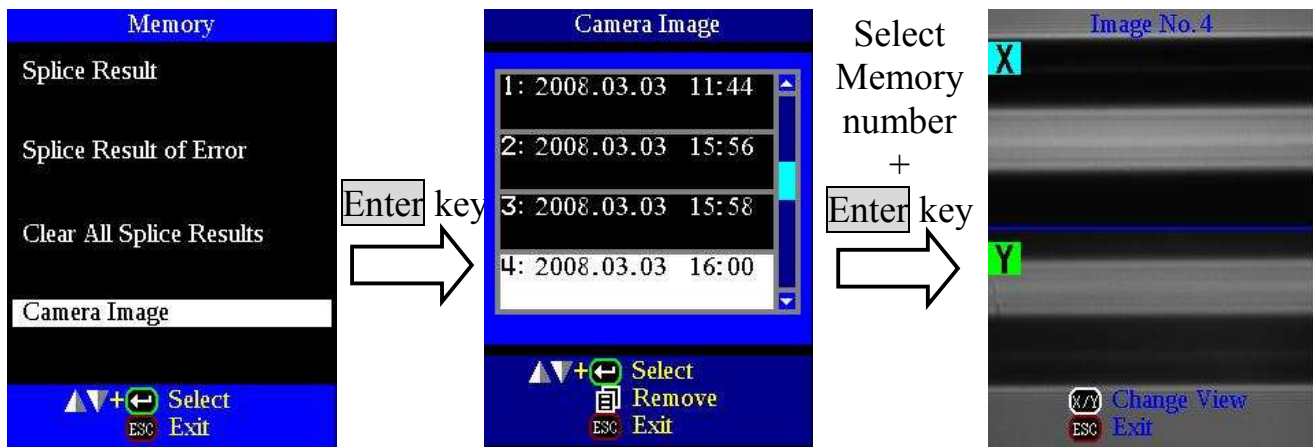 Memory
Splice Result
Splice Result of Error
Clear All Splice Results
Camera Image
+ Select
ESC Exit
Enter key
Camera Image
1: 2008.03.03 11:44
2: 2008.03.03 15:56
3: 2008.03.03 15:58
4: 2008.03.03 16:00
+ Select
Remove
ESC Exit
Select
Memory
number
+
Enter key
Image No.4
X
Y
X/Y Change View
ESC Exit